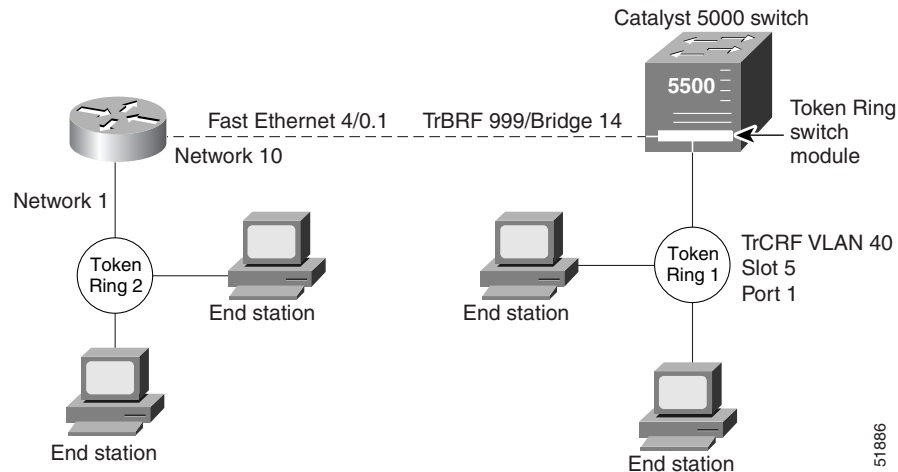 Catalyst 5000 switch
5500
Fast Ethernet 4/0.1
TrBRF 999/Bridge 14
Token Ring
switch
module
Network 10
Network 1
Token
Ring 2
End station
End station
Token
Ring 1
TrCRF VLAN 40
Slot 5
Port 1
End station
End station
51886